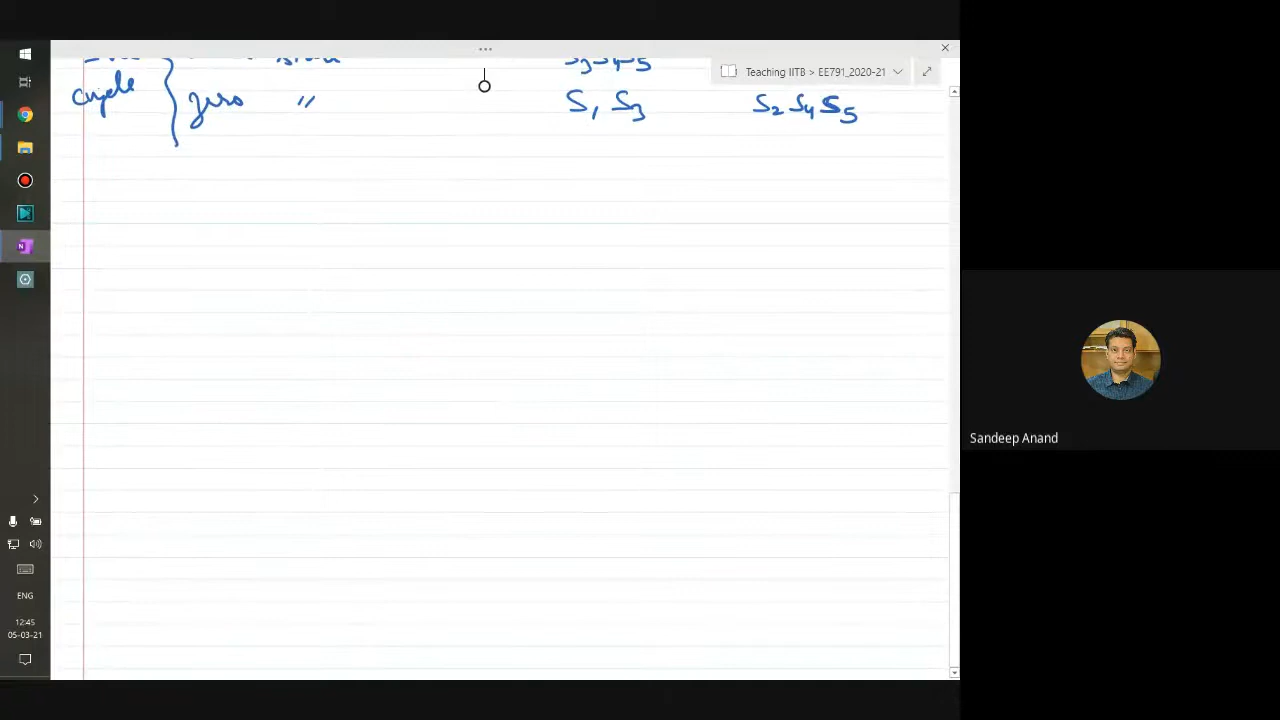 Teaching IITB > EE791_2020-21
cycle zero " S1 S3 S2 S4 S5
Sandeep Anand
ENG
12:45
05-03-21